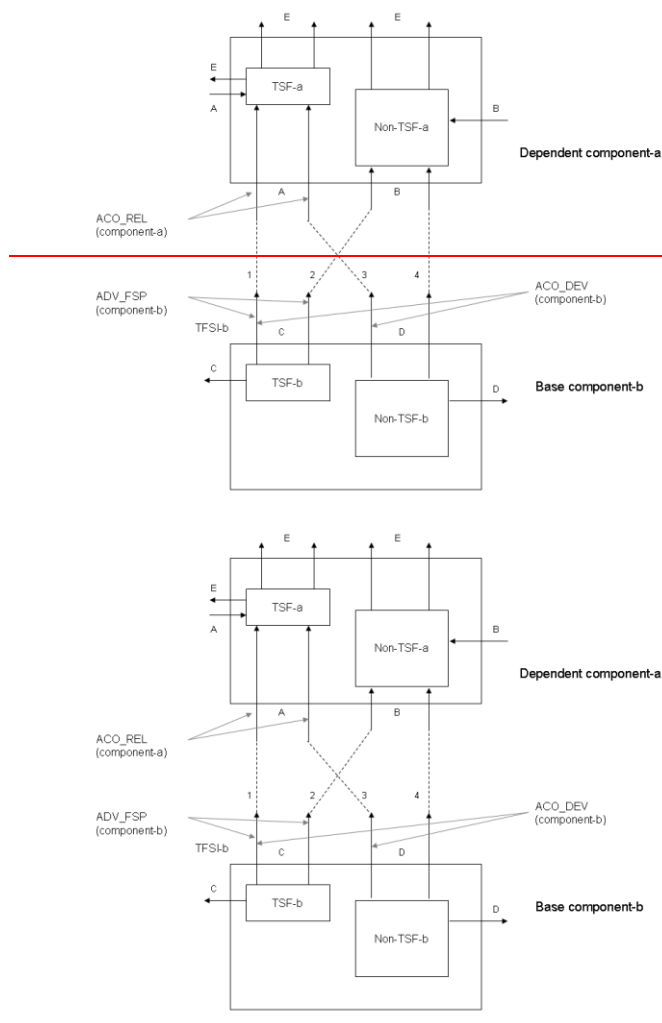 E E
E
TSF-a
A
Non-TSF-a
B
Dependent component-a
A B
ACO_REL
(component-a)
1 2 3 4
ADV_FSP
(component-b)
ACO_DEV
(component-b)
TFSI-b
C D
C
TSF-b
D
Base component-b
Non-TSF-b
E E
E
TSF-a
A
B
Non-TSF-a
Dependent component-a
A B
ACO_REL
(component-a)
1 2 3 4
ADV_FSP
(component-b)
ACO_DEV
(component-b)
TFSI-b
C D
C
TSF-b
D
Base component-b
Non-TSF-b